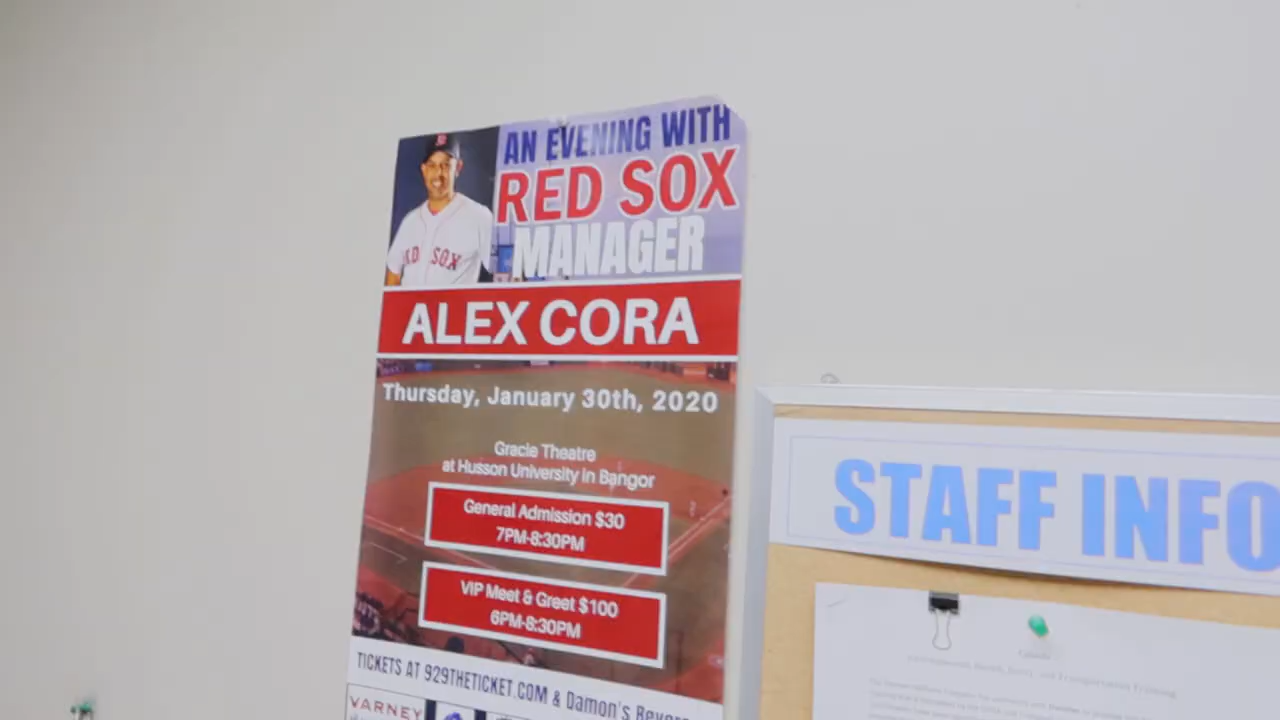 AN EVENING WITH
RED SOX
MANAGER
RED SOX
ALEX CORA
Thursday, January 30th, 2020
Gracie Theatre
at Husson University in Bangor
General Admission $30
7PM-8:30PM
VIP Meet & Greet $100
6PM-8:30PM
TICKETS AT 929THETICKET.COM & Damon's
VARNEY
STAFF INFO